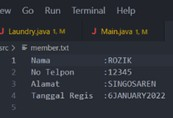 Go Run Terminal Help
Laundry.java 1, M Main.java 1, M
src > member.txt
1 Nama :ROZIK
2 No Telpon :12345
3 Alamat :SINGOSAREN
4 Tanggal Regis :6JANUARY2022
5